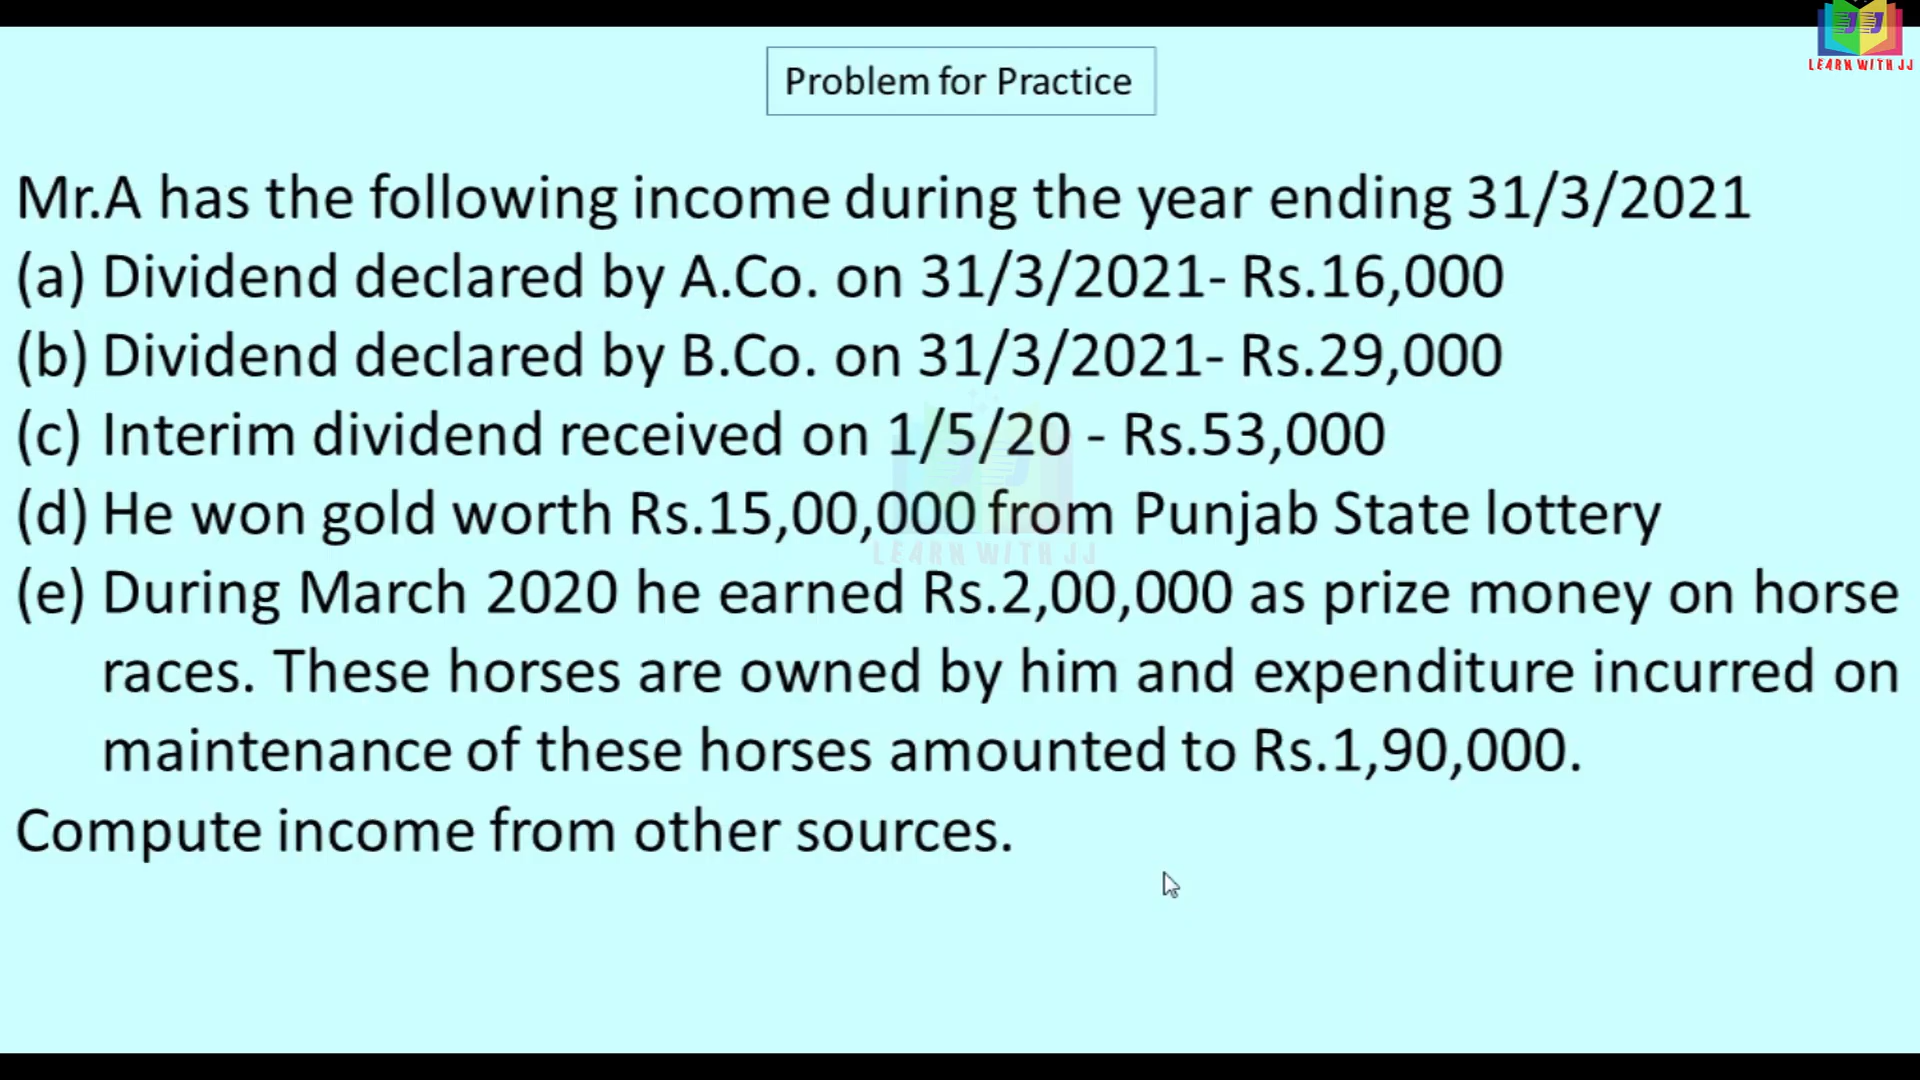 LEARN WITH JJ
Problem for Practice
Mr.A has the following income during the year ending 31/3/2021
(a) Dividend declared by A.Co. on 31/3/2021- Rs.16,000
(b) Dividend declared by B.Co. on 31/3/2021- Rs.29,000
(c) Interim dividend received on 1/5/20 - Rs.53,000
(d) He won gold worth Rs.15,00,000 from Punjab State lottery
LEARN WITH JJ
(e) During March 2020 he earned Rs.2,00,000 as prize money on horse
races. These horses are owned by him and expenditure incurred on
maintenance of these horses amounted to Rs.1,90,000.
Compute income from other sources.